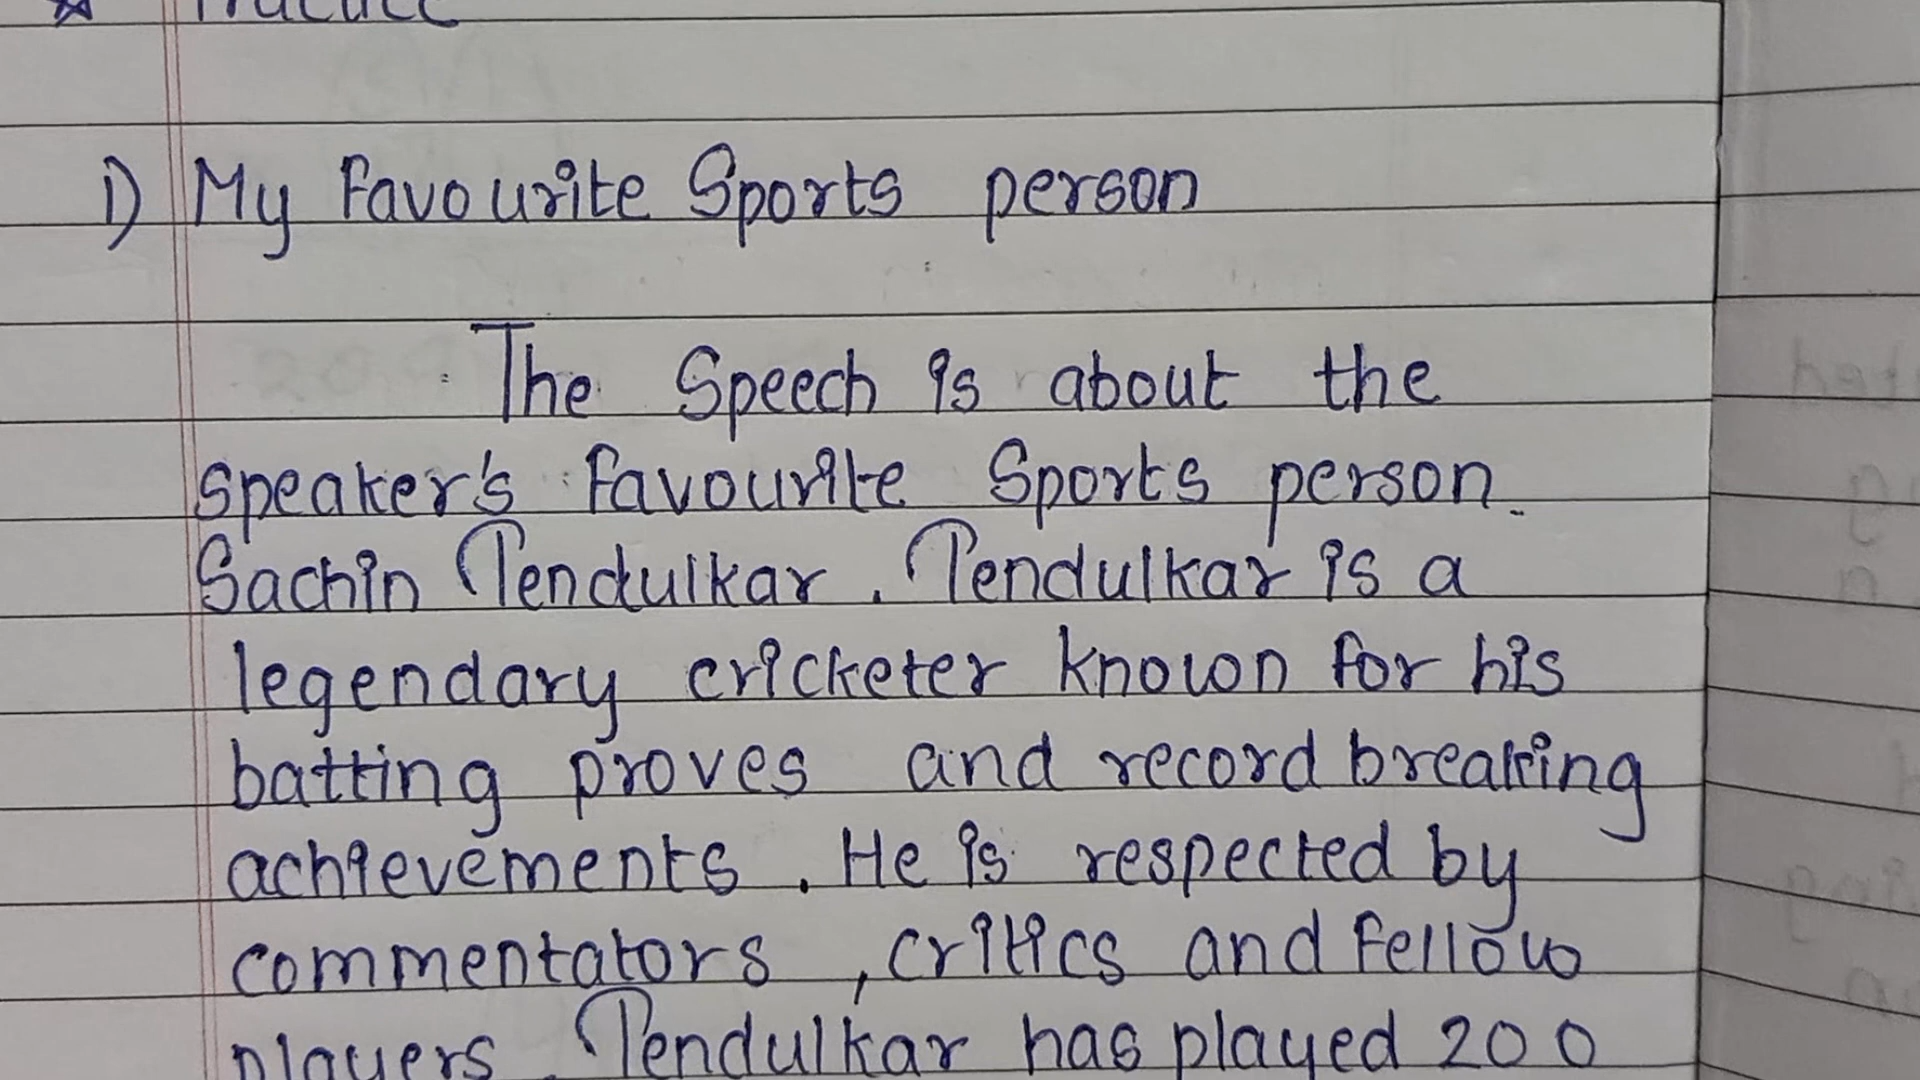 ☆ Practice
1) My favourite Sports person
The Speech is about the
speaker's favourite Sports person.
Sachin Tendulkar. Tendulkar is a
legendary cricketer known for his
batting proves and record breaking
achievements. He is respected by
commentators, critics and fellow
players. Tendulkar has played 200